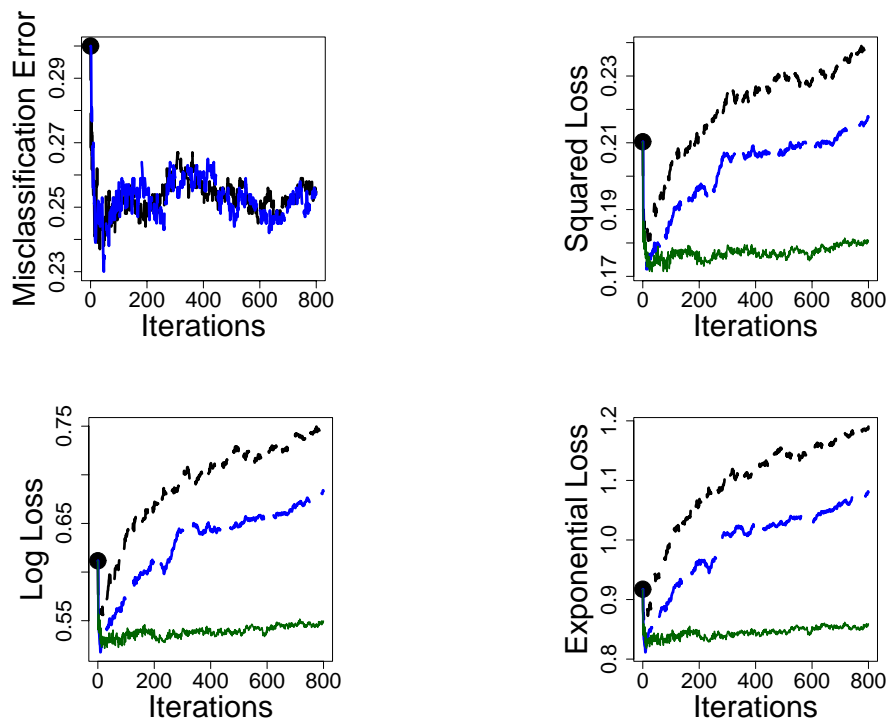 Misclassification Error
0.23 0.25 0.27 0.29
0 200 400 600 800
Iterations
Squared Loss
0.17 0.19 0.21 0.23
0 200 400 600 800
Iterations
Log Loss
0.55 0.65 0.75
0 200 400 600 800
Iterations
Exponential Loss
0.8 0.9 1.0 1.1 1.2
0 200 400 600 800
Iterations